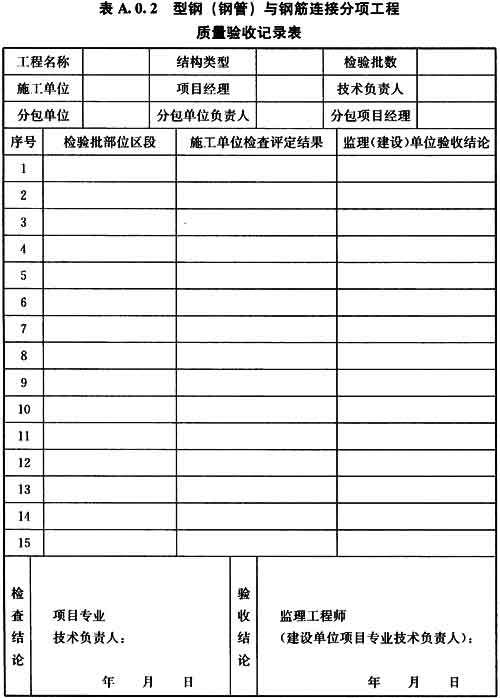 表 A.0.2 型钢（钢管）与钢筋连接分项工程
质量验收记录表
工程名称 结构类型 检验批数
施工单位 项目经理 技术负责人
分包单位 分包单位负责人 分包项目经理
序号 检验批部位区段 施工单位检查评定结果 监理(建设)单位验收结论
1
2
3
4
5
6
7
8
9
10
11
12
13
14
15
检查结论
项目专业
技术负责人：
年 月 日
验收结论
监理工程师
（建设单位项目专业技术负责人）：
年 月 日